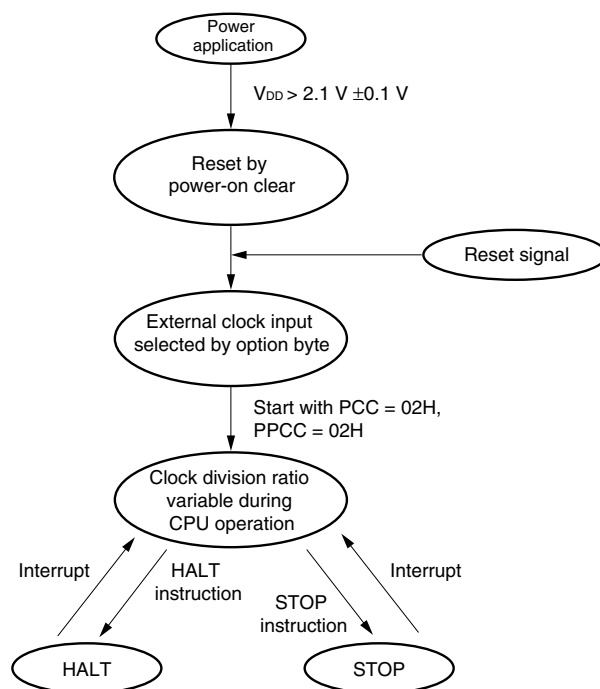 Power
application
VDD > 2.1 V ±0.1 V
Reset by
power-on clear
Reset signal
External clock input
selected by option byte
Start with PCC = 02H,
PPCC = 02H
Clock division ratio
variable during
CPU operation
Interrupt
HALT
instruction
STOP
instruction
Interrupt
HALT
STOP